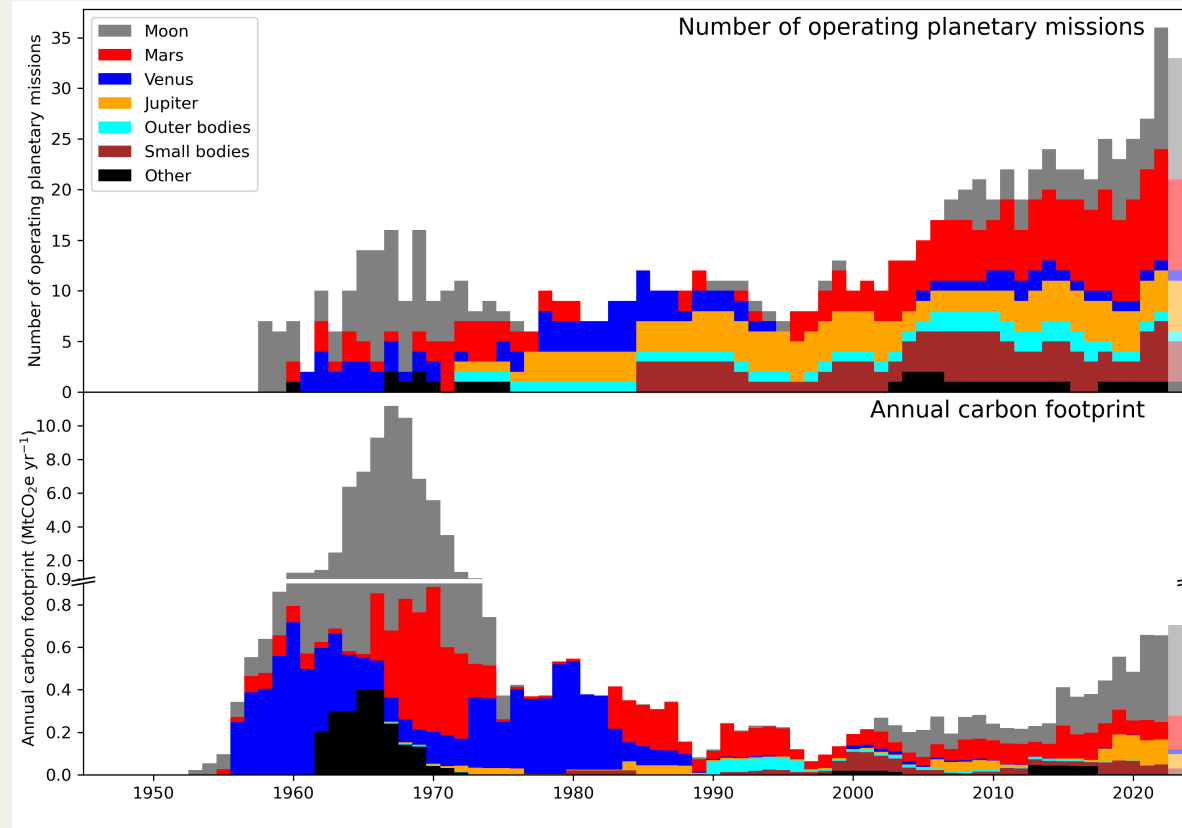 Number of operating planetary missions
Number of operating planetary missions
Moon
Mars
Venus
Jupiter
Outer bodies
Small bodies
Other
35
30
25
20
15
10
5
0
Annual carbon footprint
Annual carbon footprint (MtCO₂e yr⁻¹)
10.0
8.0
6.0
4.0
2.0
0.9
0.8
0.6
0.4
0.2
0.0
1950 1960 1970 1980 1990 2000 2010 2020